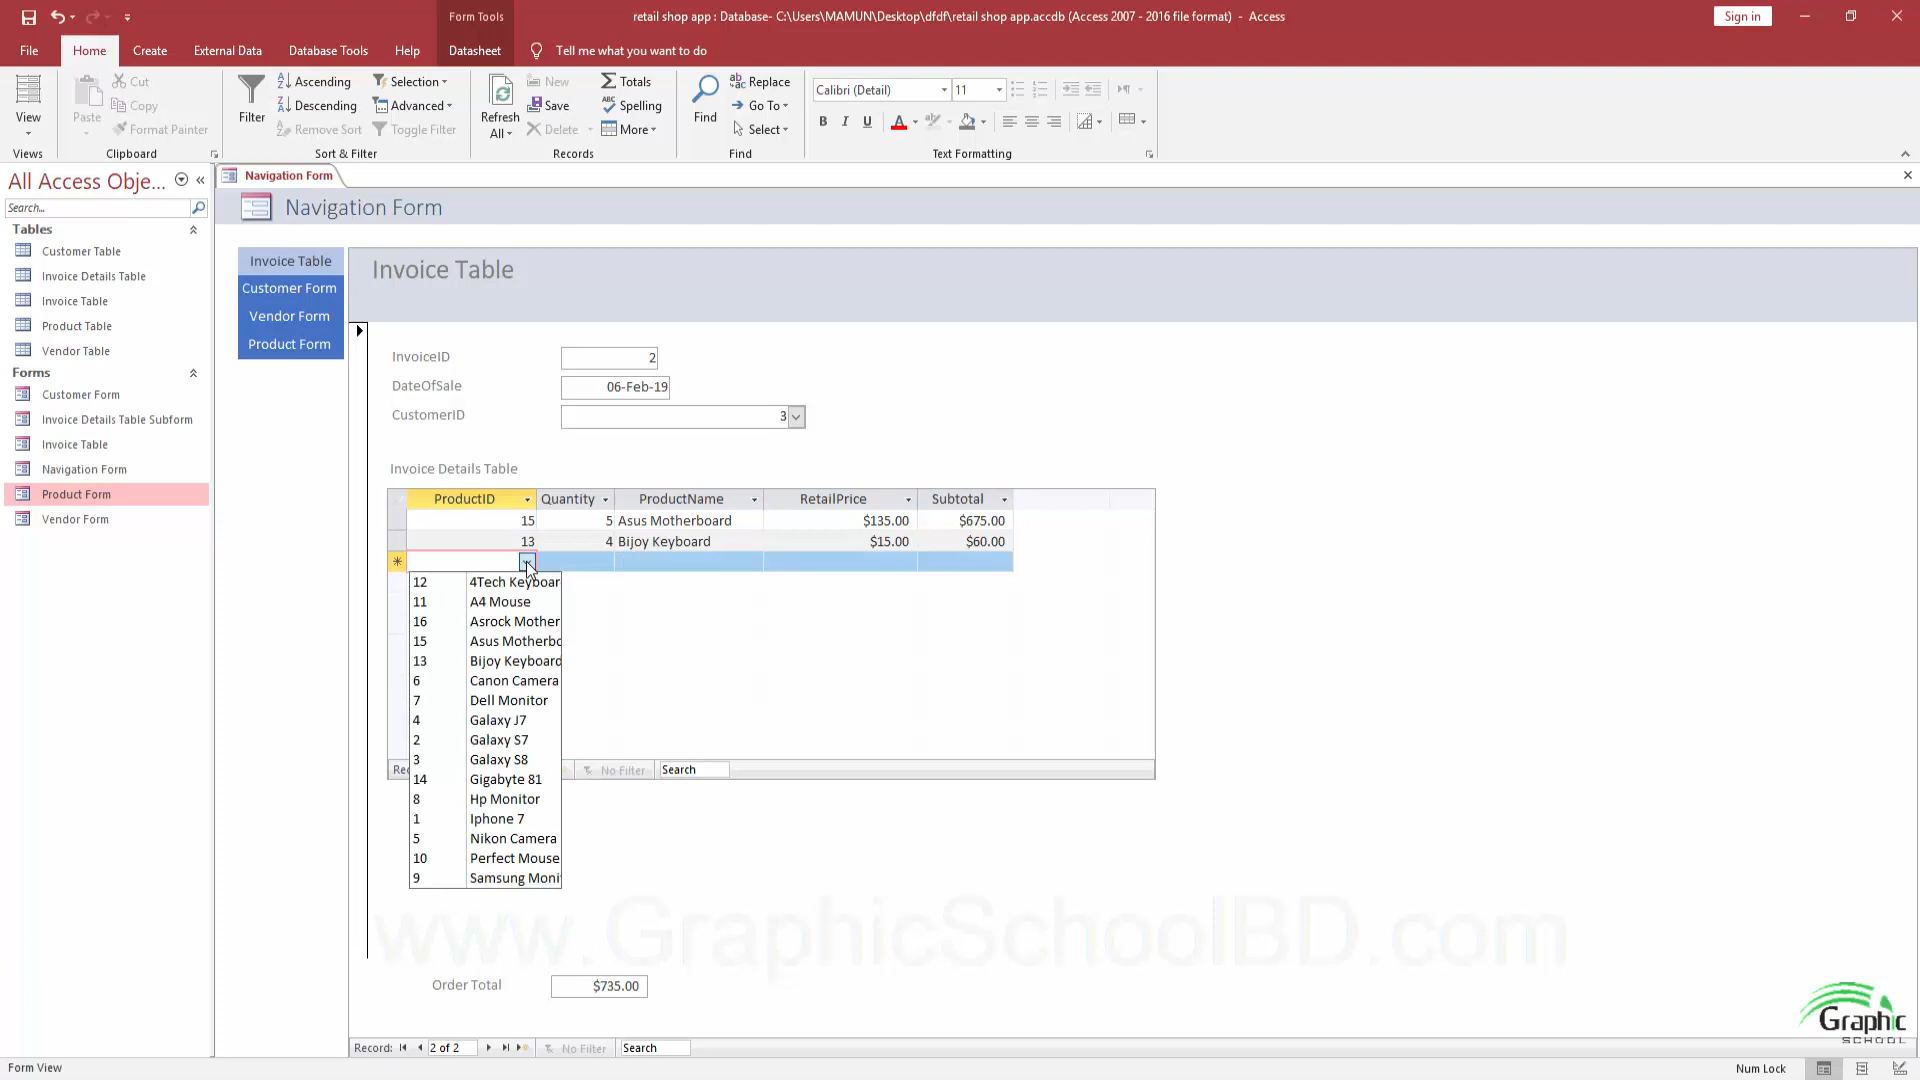 Form Tools
retail shop app : Database- C:\Users\MAMUN\Desktop\dfdf\retail shop app.accdb (Access 2007 - 2016 file format) - Access
Sign in
File Home Create External Data Database Tools Help Datasheet Tell me what you want to do
View
Views
Paste
Cut
Copy
Format Painter
Clipboard
Filter
Ascending
Descending
Remove Sort
Selection
Advanced
Toggle Filter
Sort & Filter
Refresh All
New
Save
Delete
Totals
Spelling
More
Records
Find
Replace
Go To
Select
Find
Calibri (Detail) 11
B I U
Text Formatting
All Access Obje...
Search...
Tables
Customer Table
Invoice Details Table
Invoice Table
Product Table
Vendor Table
Forms
Customer Form
Invoice Details Table Subform
Invoice Table
Navigation Form
Product Form
Vendor Form
Navigation Form
Navigation Form
Invoice Table
Customer Form
Vendor Form
Product Form
Invoice Table
InvoiceID 2
DateOfSale 06-Feb-19
CustomerID 3
Invoice Details Table
ProductID Quantity ProductName RetailPrice Subtotal
15 5 Asus Motherboard $135.00 $675.00
13 4 Bijoy Keyboard $15.00 $60.00
12 4Tech Keyboar
11 A4 Mouse
16 Asrock Mother
15 Asus Motherbo
13 Bijoy Keyboard
6 Canon Camera
7 Dell Monitor
4 Galaxy J7
2 Galaxy S7
3 Galaxy S8
14 Gigabyte 81
8 Hp Monitor
1 Iphone 7
5 Nikon Camera
10 Perfect Mouse
9 Samsung Moni
Rec No Filter Search
www.GraphicSchoolBD.com
Order Total $735.00
Graphic
SCHOOL
Record: 2 of 2 No Filter Search
Form View
Num Lock